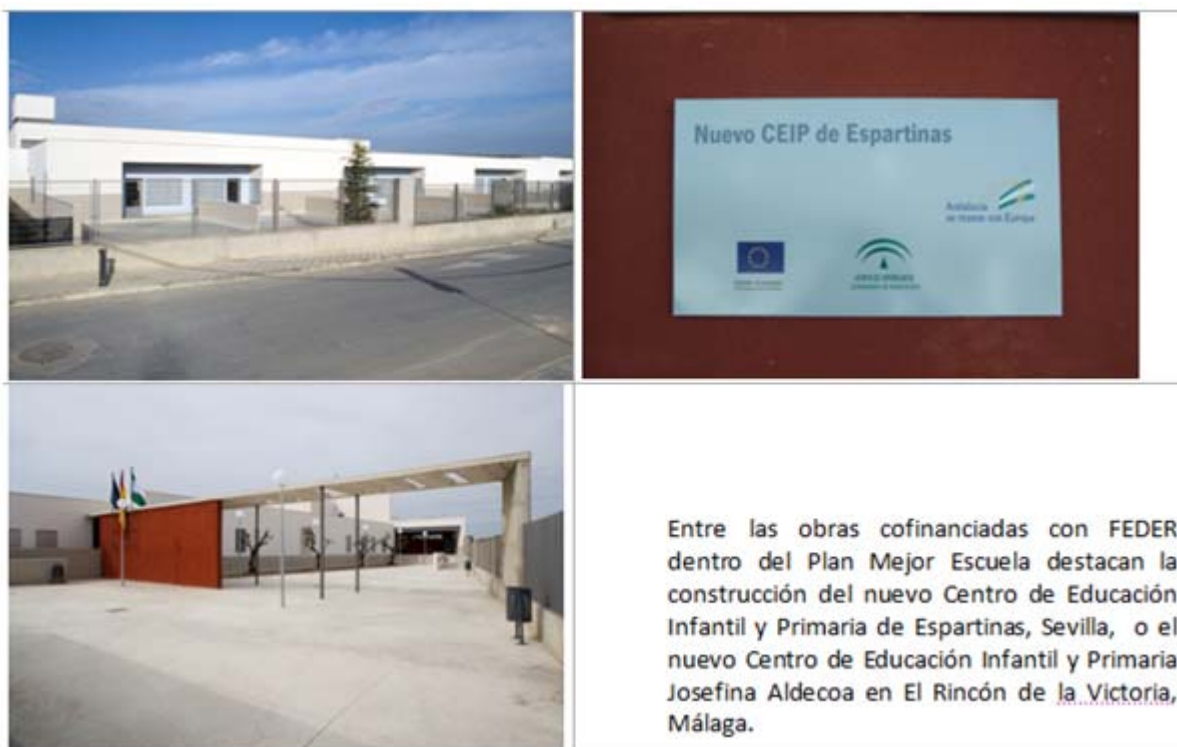 Nuevo CEIP de Espartinas
Andalucía
se mueve con Europa
Entre las obras cofinanciadas con FEDER
dentro del Plan Mejor Escuela destacan la
construcción del nuevo Centro de Educación
Infantil y Primaria de Espartinas, Sevilla, o el
nuevo Centro de Educación Infantil y Primaria
Josefina Aldecoa en El Rincón de la Victoria,
Málaga.